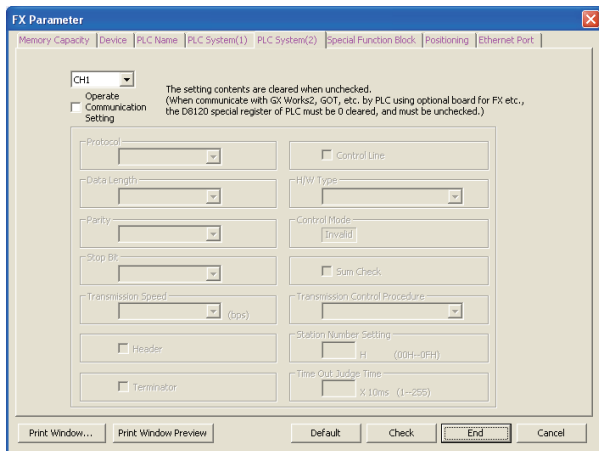 FX Parameter
Memory Capacity Device PLC Name PLC System(1) PLC System(2) Special Function Block Positioning Ethernet Port
CH1
Operate
Communication
Setting
The setting contents are cleared when unchecked.
(When communicate with GX Works2, GOT, etc. by PLC using optional board for FX etc.,
the D8120 special register of PLC must be 0 cleared, and must be unchecked.)
Protocol
Control Line
Data Length
H/W Type
Parity
Control Mode
Invalid
Stop Bit
Sum Check
Transmission Speed
(bps)
Transmission Control Procedure
Header
Station Number Setting
H (00H--0FH)
Terminator
Time Out Judge Time
X 10ms (1--255)
Print Window... Print Window Preview Default Check End Cancel